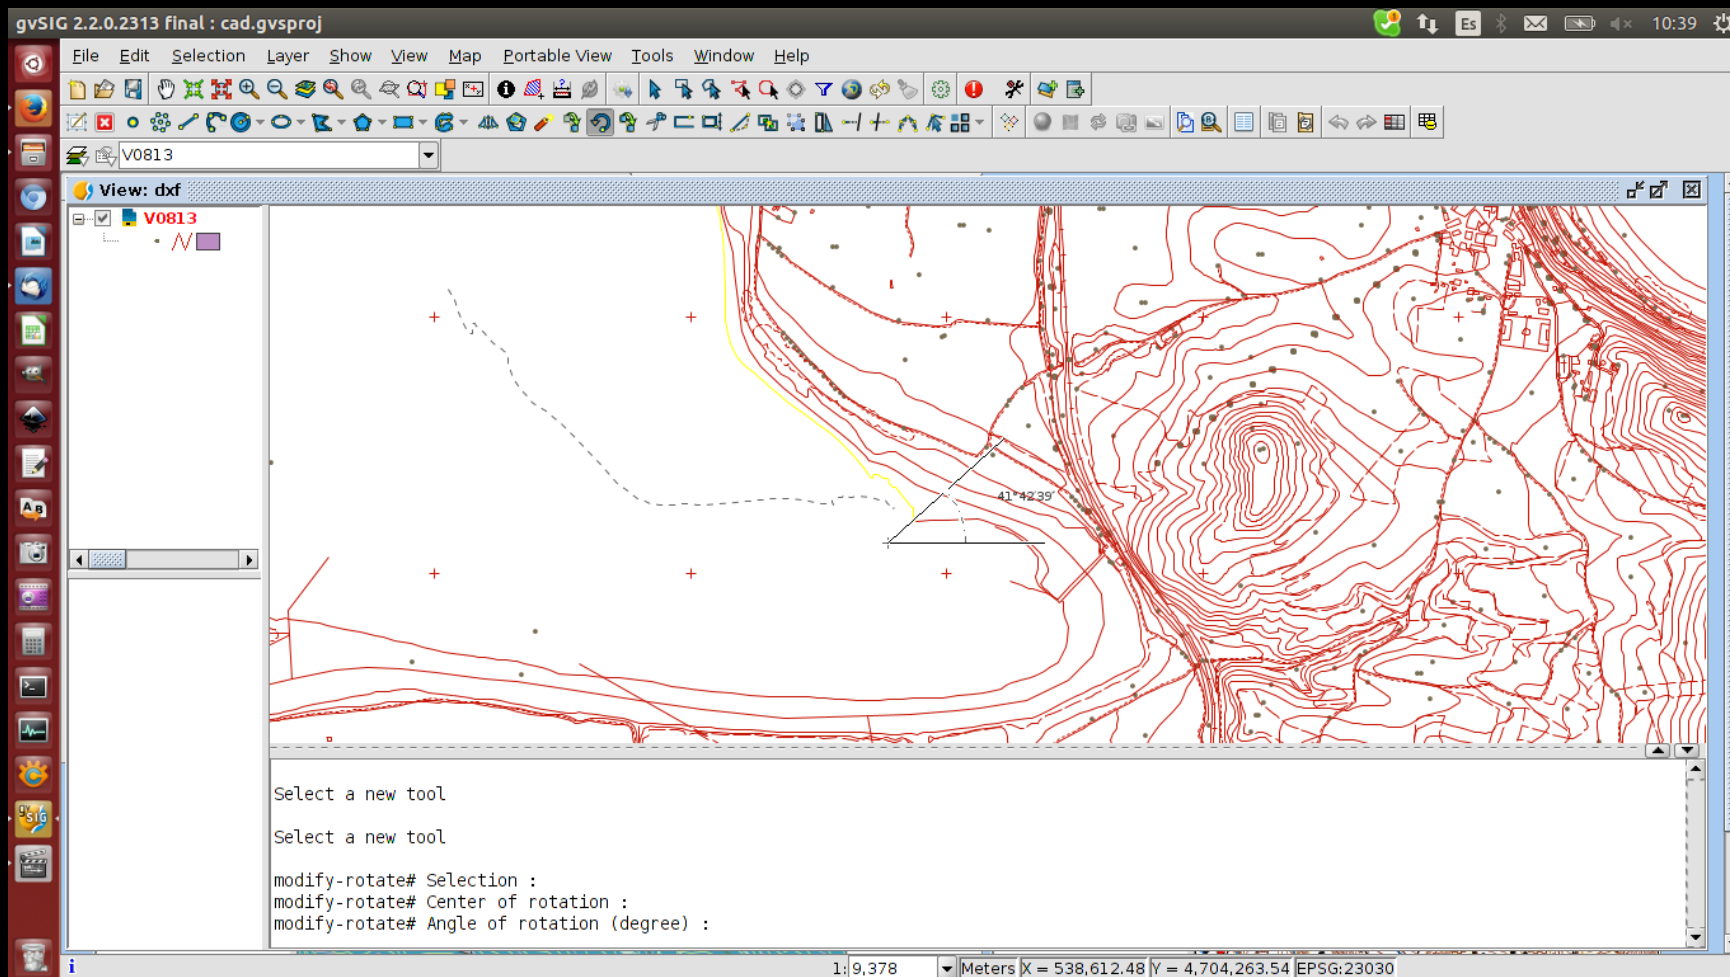 gvSIG 2.2.0.2313 final : cad.gvsproj
Es
10:39
File Edit Selection Layer Show View Map Portable View Tools Window Help
V0813
View: dxf
V0813
41°42'39'
Select a new tool
Select a new tool
modify-rotate# Selection :
modify-rotate# Center of rotation :
modify-rotate# Angle of rotation (degree) :
gvSIG
1: 9,378 Meters X = 538,612.48 Y = 4,704,263.54 EPSG:23030